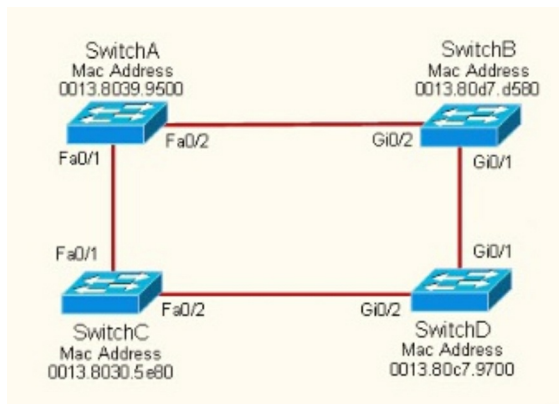 SwitchA
Mac Address
0013.8039.9500
SwitchB
Mac Address
0013.80d7.d580
Fa0/1
Fa0/2
Gi0/2
Gi0/1
Fa0/1
Fa0/2
Gi0/2
Gi0/1
SwitchC
Mac Address
0013.8030.5e80
SwitchD
Mac Address
0013.80c7.9700